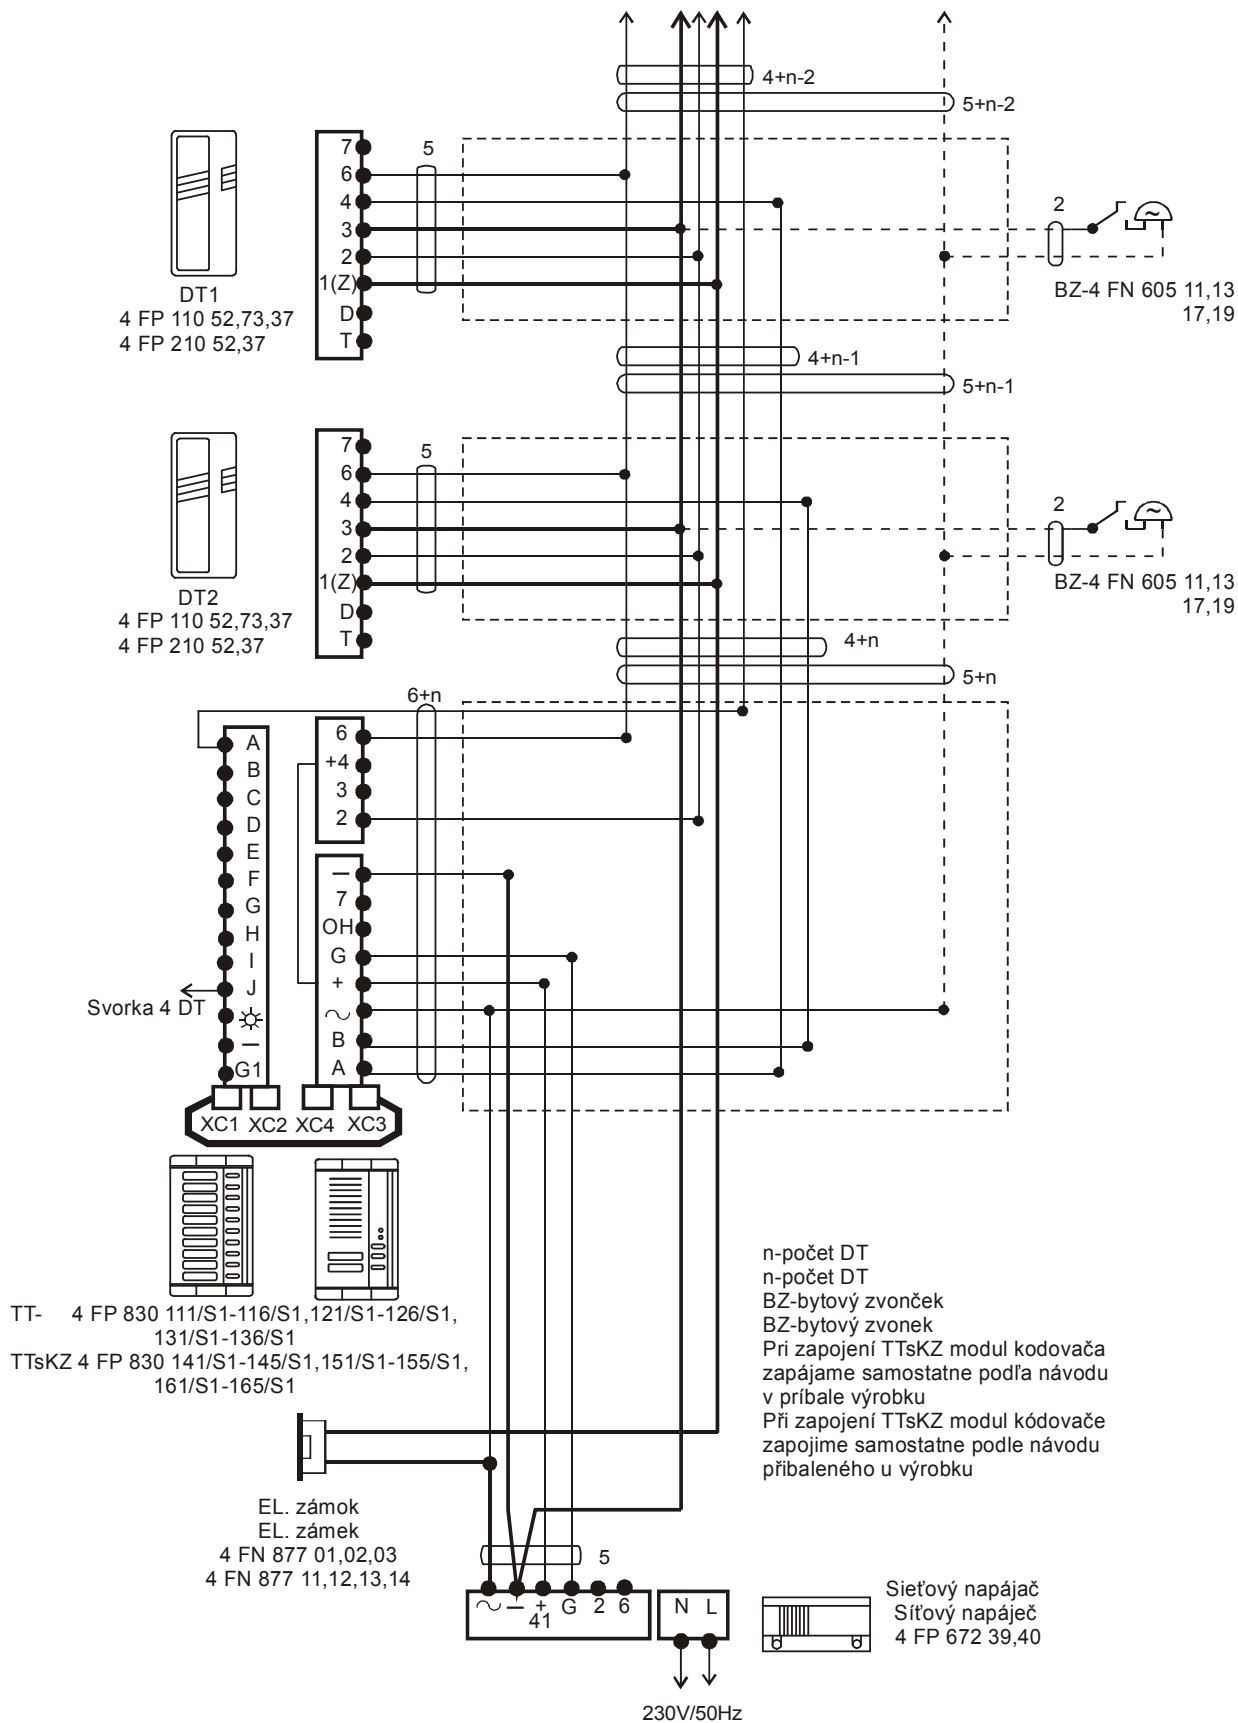 4+n-2
5+n-2
7
6
4
3
2
1(Z)
D
T
5
2
DT1
4 FP 110 52,73,37
4 FP 210 52,37
BZ-4 FN 605 11,13
17,19
4+n-1
5+n-1
7
6
4
3
2
1(Z)
D
T
5
2
DT2
4 FP 110 52,73,37
4 FP 210 52,37
BZ-4 FN 605 11,13
17,19
4+n
5+n
6+n
A
B
C
D
E
F
G
H
I
J
—
G1
Svorka 4 DT
6
+4
3
2
—
7
OH
G
+
~
B
A
XC1 XC2 XC4 XC3
TT- 4 FP 830 111/S1-116/S1,121/S1-126/S1,
131/S1-136/S1
TTsKZ 4 FP 830 141/S1-145/S1,151/S1-155/S1,
161/S1-165/S1
n-počet DT
n-počet DT
BZ-bytový zvonček
BZ-bytový zvonek
Pri zapojení TTsKZ modul kodovača
zapájame samostatne podľa návodu
v príbale výrobku
Při zapojení TTsKZ modul kódovače
zapojime samostatne podle návodu
přibaleného u výrobku
EL. zámok
EL. zámek
4 FN 877 01,02,03
4 FN 877 11,12,13,14
5
~ — + G 2 6
41
N L
230V/50Hz
Sieťový napájač
Síťový napáječ
4 FP 672 39,40